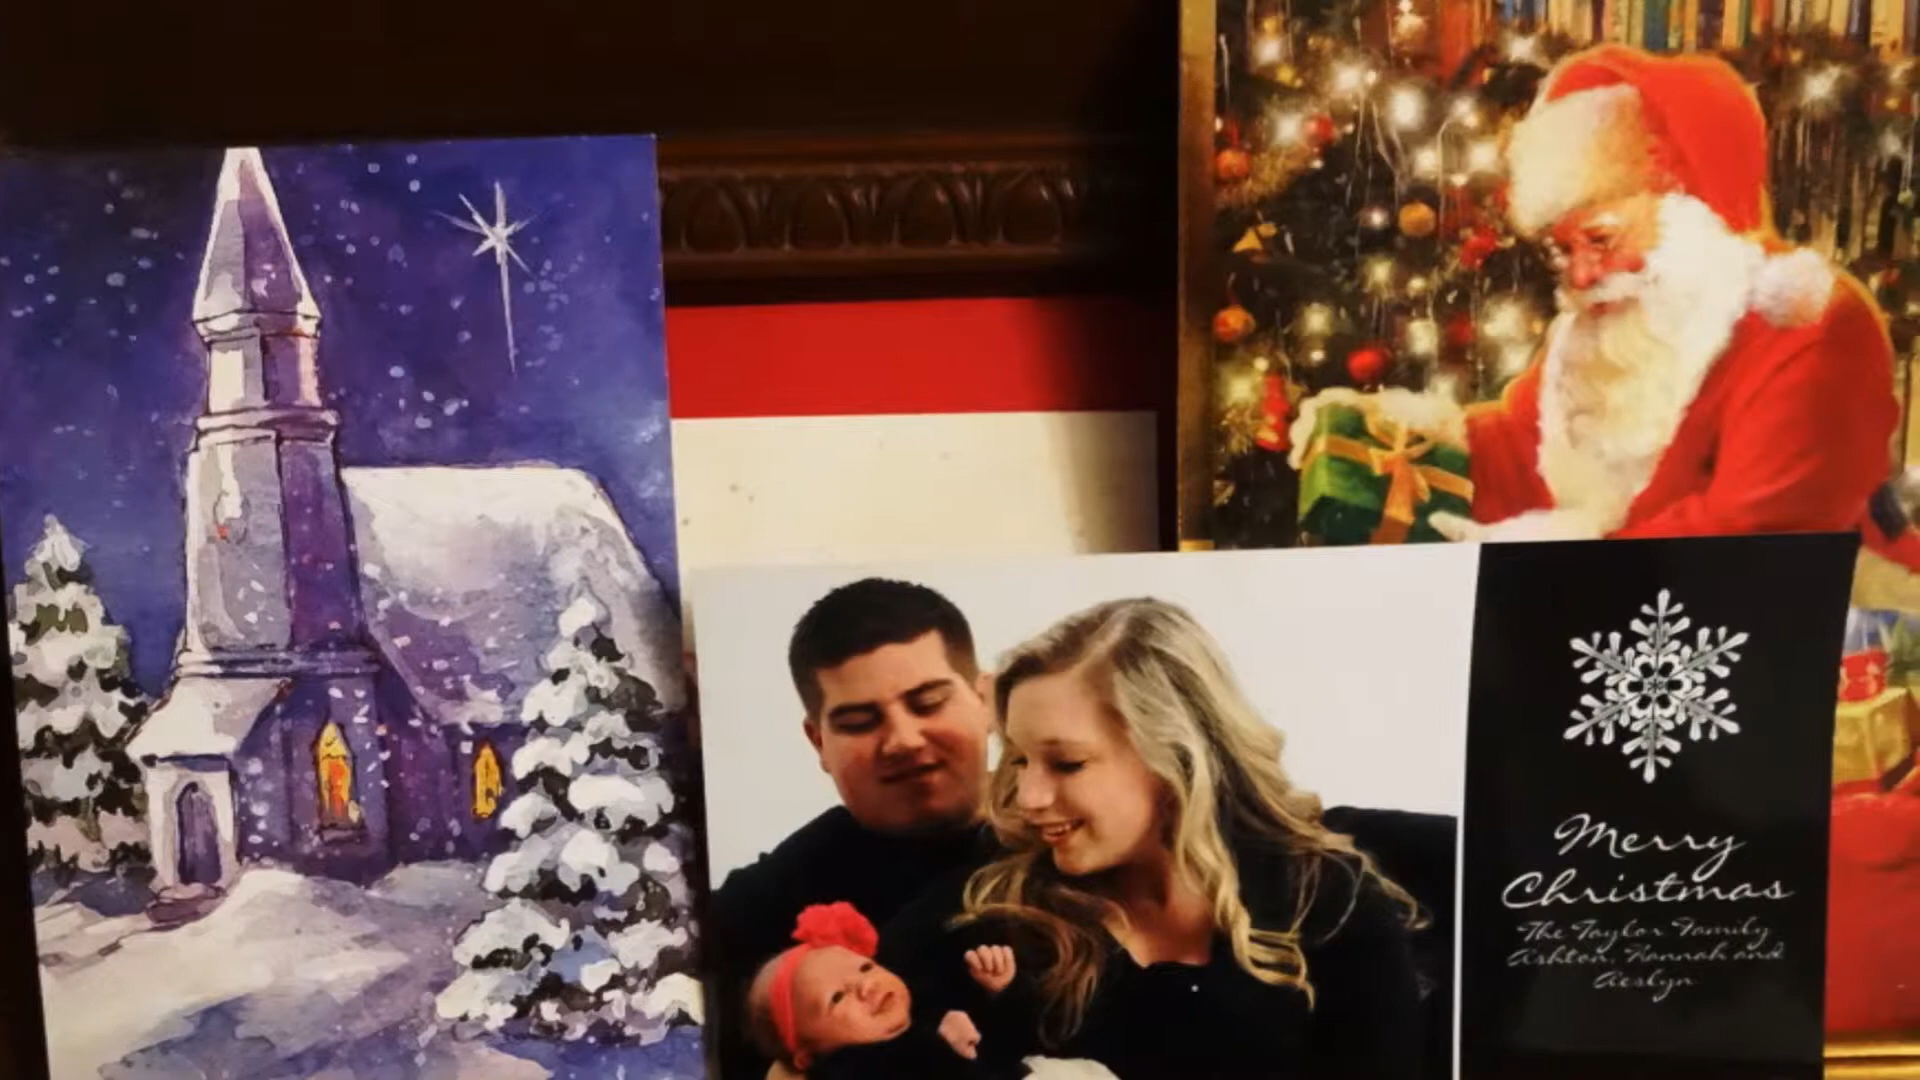 Merry
Christmas
The Taylor Family
Ashton, Hannah and
Aeslyn